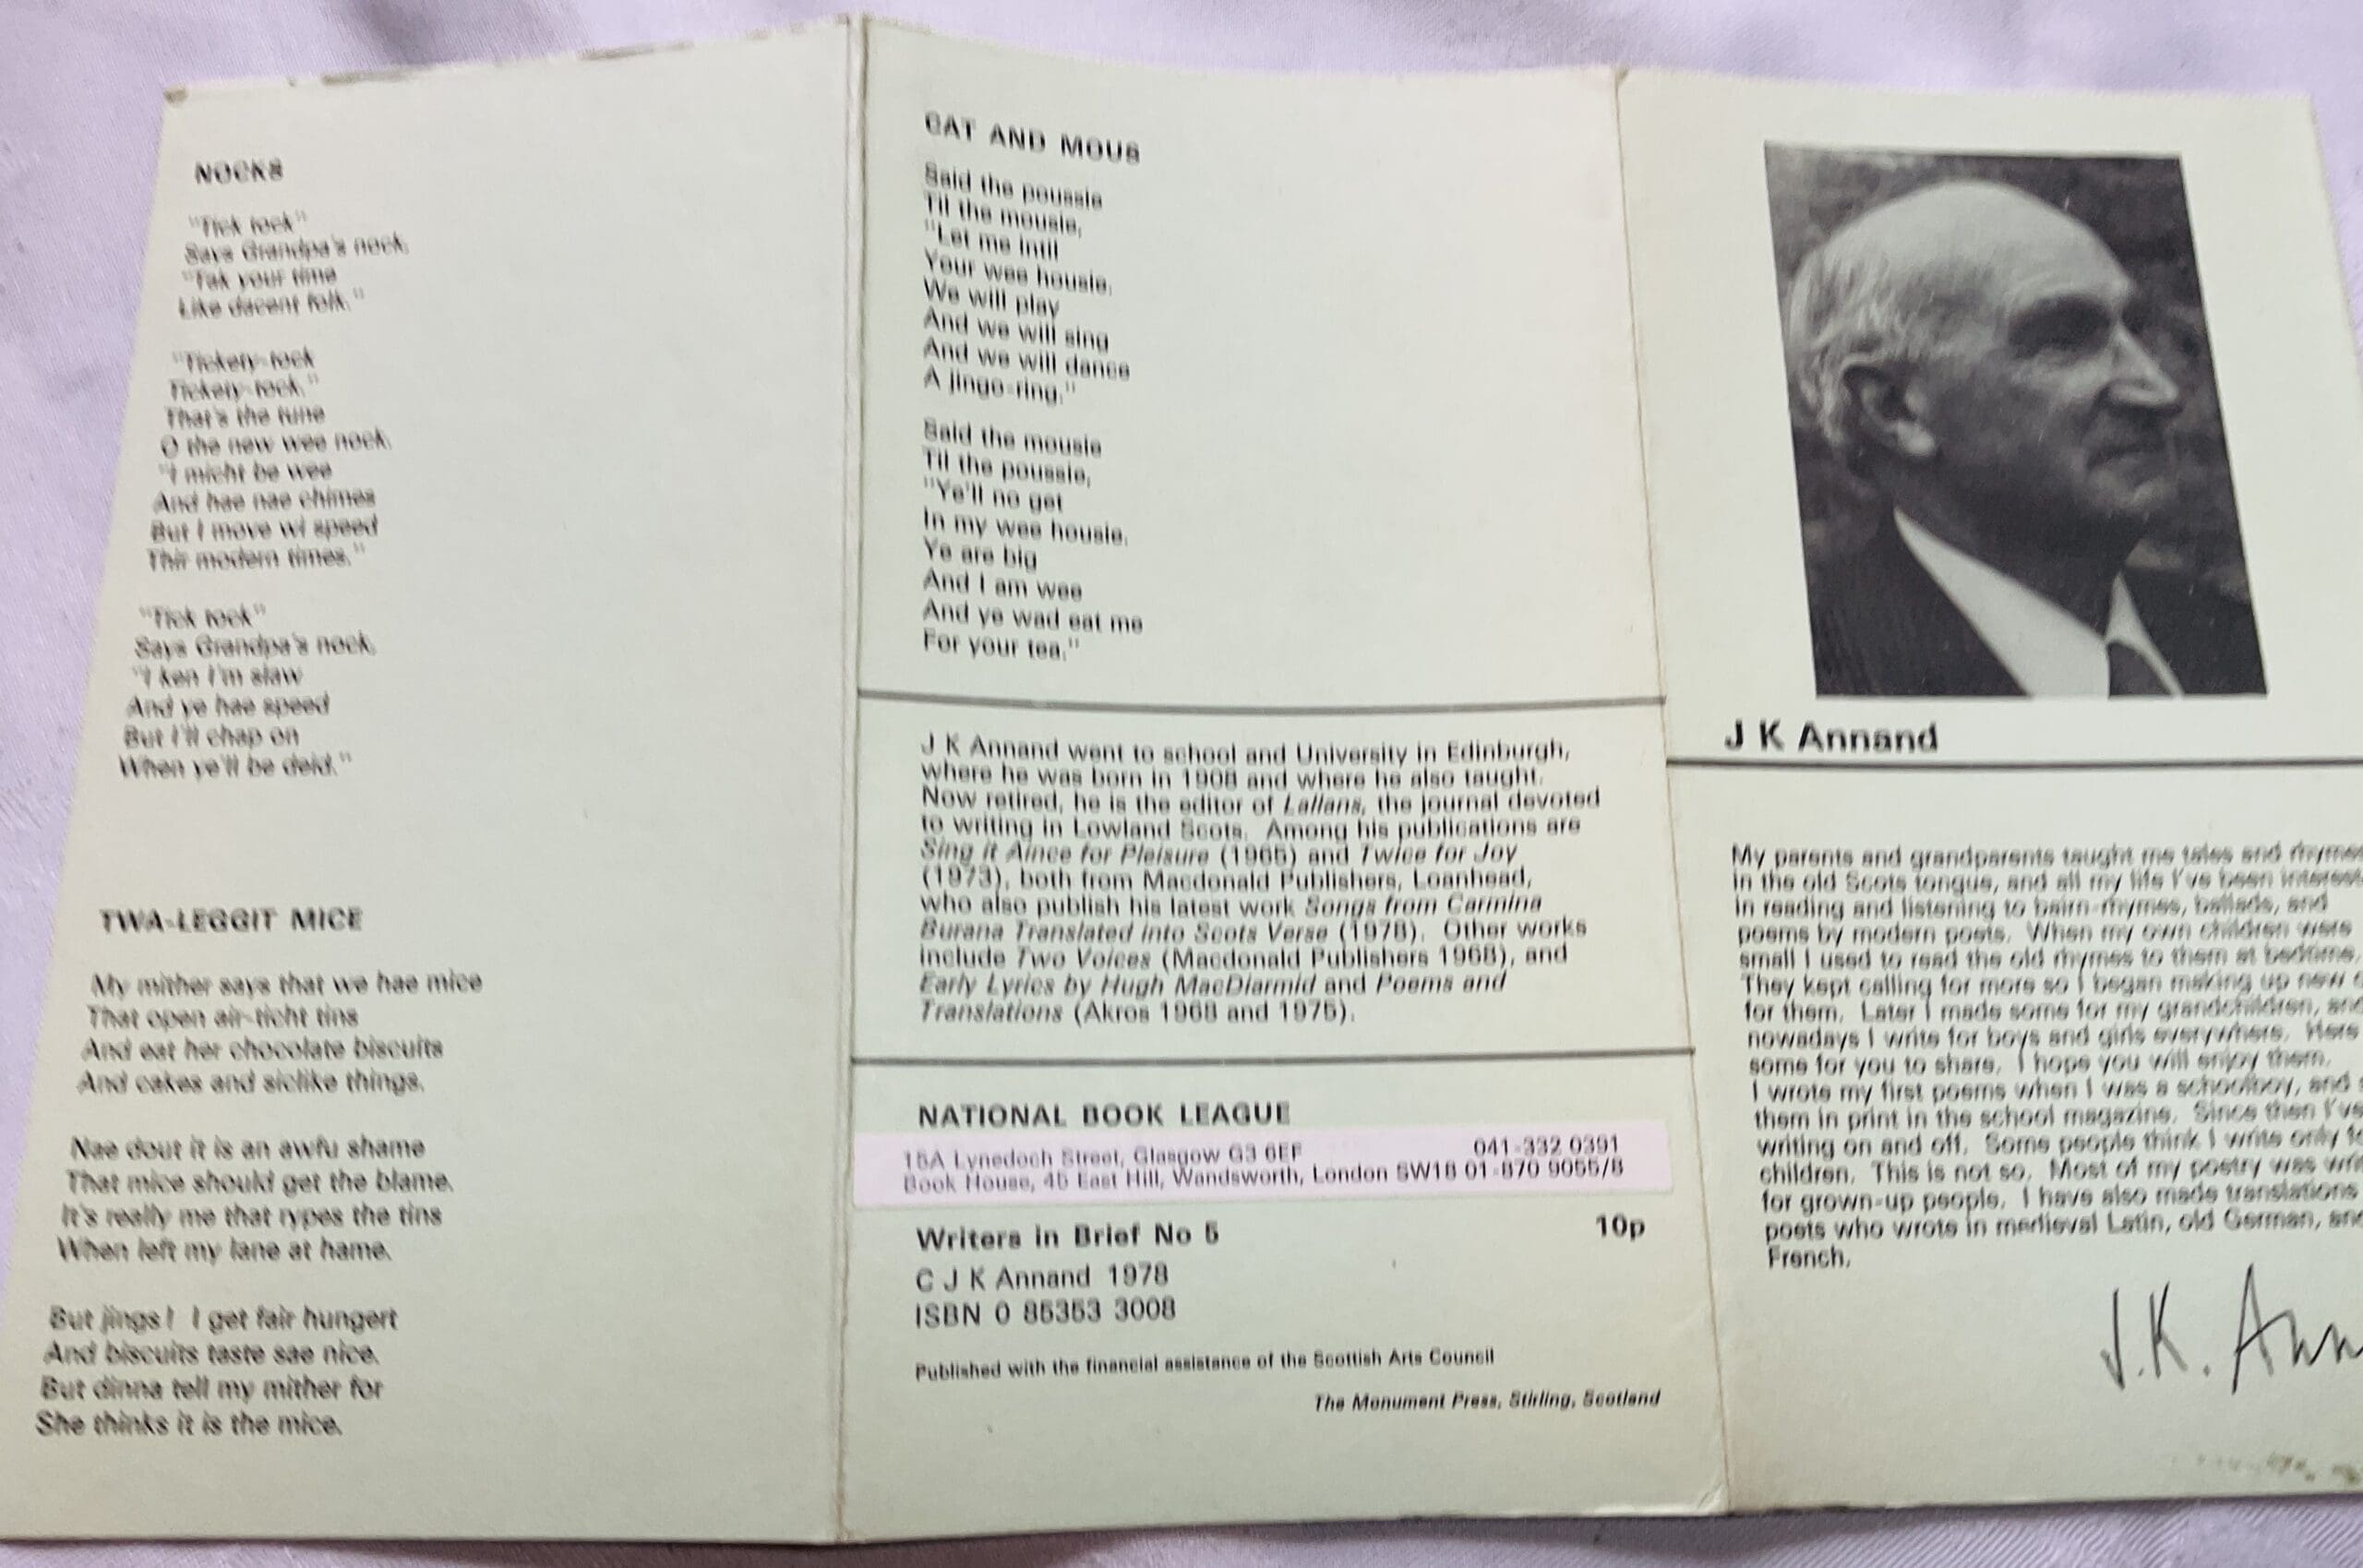 NOCKS
"Tick tock"
Says Grandpa's nock,
"Tak your time
Like dacent folk."
"Tickety-tock
Tickety-tock."
That's the tune
O the new wee nock.
"I micht be wee
And hae nae chimes
But I move wi speed
Thir modern times."
"Tick tock"
Says Grandpa's nock,
"I ken I'm slaw
And ye hae speed
But I'll chap on
When ye'll be deid."
TWA-LEGGIT MICE
My mither says that we hae mice
That open air-ticht tins
And eat her chocolate biscuits
And cakes and siclike things.
Nae dout it is an awfu shame
That mice should get the blame.
It's really me that rypes the tins
When left my lane at hame.
But jings! I get fair hungert
And biscuits taste sae nice.
But dinna tell my mither for
She thinks it is the mice.
CAT AND MOUS
Said the poussie
Til the mousie,
"Let me intil
Your wee housie.
We will play
And we will sing
And we will dance
A jingo-ring."
Said the mousie
Til the poussie,
"Ye'll no get
In my wee housie.
Ye are big
And I am wee
And ye wad eat me
For your tea."
J K Annand went to school and University in Edinburgh,
where he was born in 1908 and where he also taught.
Now retired, he is the editor of Lallans, the journal devoted
to writing in Lowland Scots. Among his publications are
Sing it Aince for Pleisure (1965) and Twice for Joy
(1973), both from Macdonald Publishers, Loanhead,
who also publish his latest work Songs from Carmina
Burana Translated into Scots Verse (1978). Other works
include Two Voices (Macdonald Publishers 1968), and
Early Lyrics by Hugh MacDiarmid and Poems and
Translations (Akros 1968 and 1975).
NATIONAL BOOK LEAGUE
15A Lynedoch Street, Glasgow G3 6EF 041-332 0391
Book House, 45 East Hill, Wandsworth, London SW18 01-870 9055/8
Writers in Brief No 5 10p
C J K Annand 1978
ISBN 0 85353 3008
Published with the financial assistance of the Scottish Arts Council
The Monument Press, Stirling, Scotland
J K Annand
My parents and grandparents taught me tales and rhymes
in the old Scots tongue, and all my life I've been
in reading and listening to bairn-rhymes, ballads, and
poems by modern poets. When my own children were
small I used to read the old rhymes to them at bedtime.
They kept calling for more so I began making up new
for them. Later I made some for my grandchildren, and
nowadays I write for boys and girls everywhere. Here
some for you to share. I hope you will enjoy them.
I wrote my first poems when I was a schoolboy, and
them in print in the school magazine. Since then I've
writing on and off. Some people think I write only
children. This is not so. Most of my poetry was
for grown-up people. I have also made translations
poets who wrote in medieval Latin, old German, and
French.
J.K. Ann